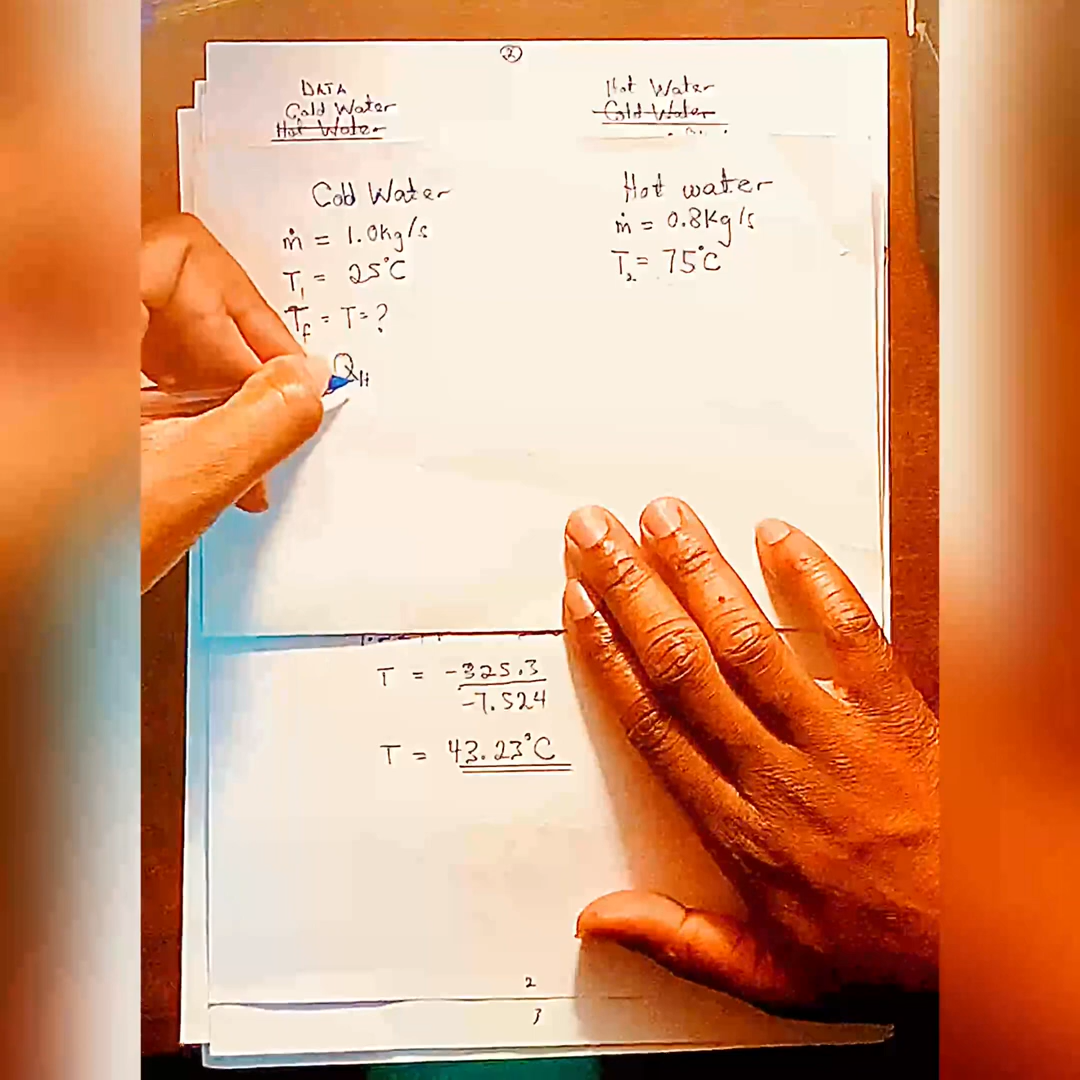 ②
DATA
Cold Water
Hot Water
Hot Water
Cold Water
Cold Water
ṁ = 1.0kg/s
T₁ = 25°C
T_f = T = ?
Q_H
Hot water
ṁ = 0.8kg/s
T₂ = 75°C
T = -325.3
-7.524
T = 43.23°C
2
3